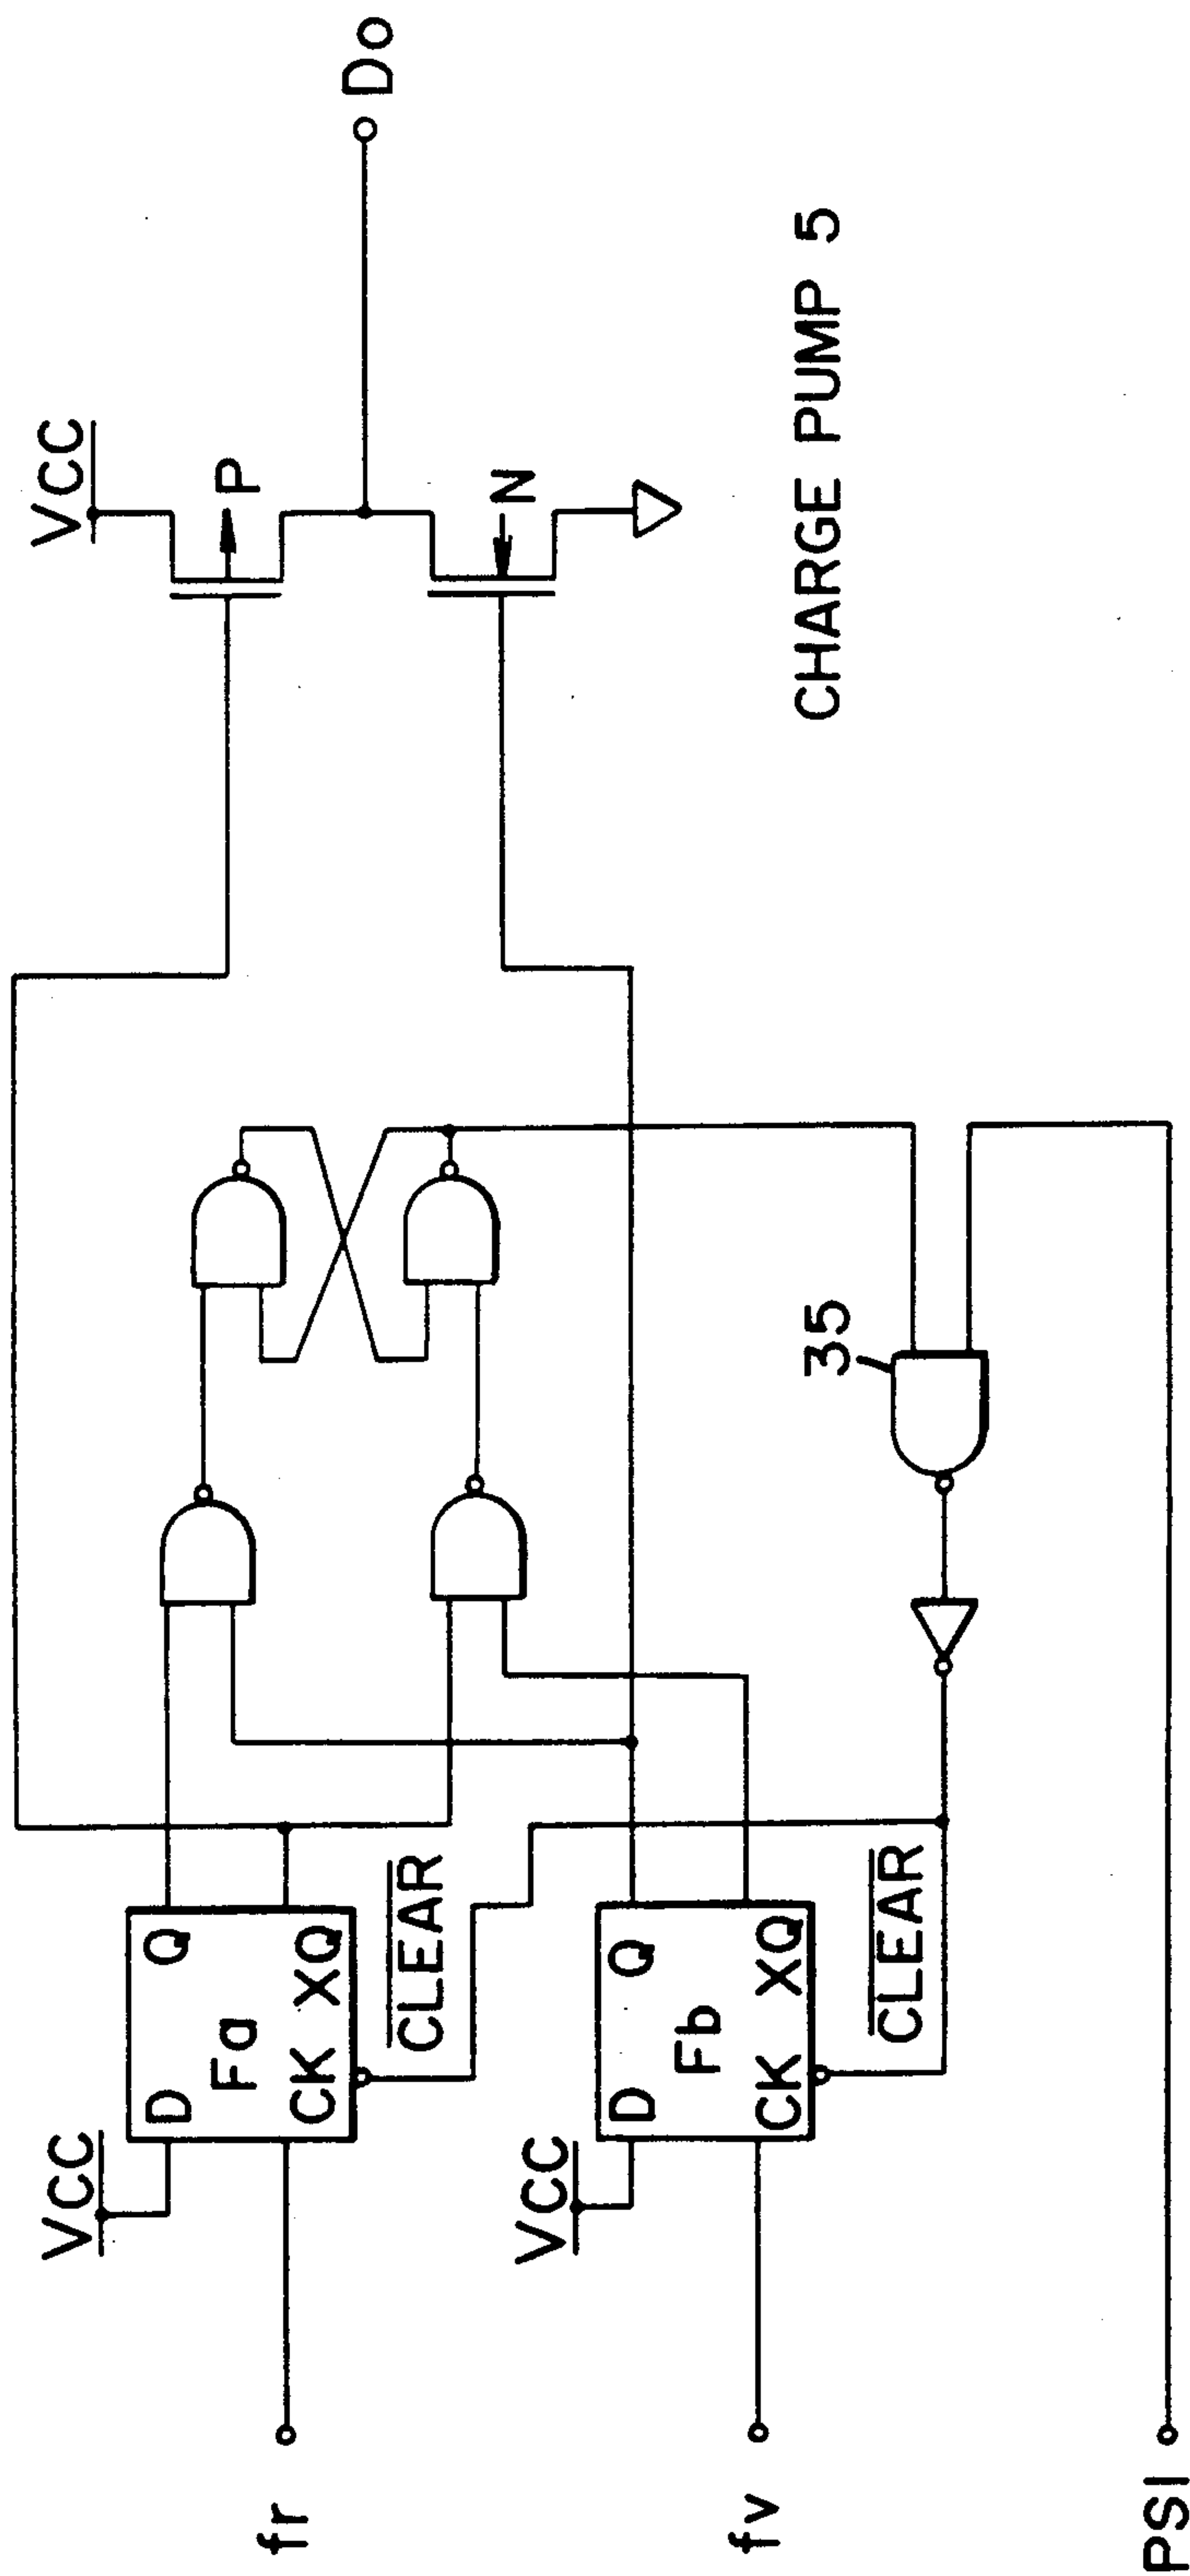 VCC
D
Q
Fa
CK
XQ
CLEAR
fr
VCC
D
Q
Fb
CK
XQ
CLEAR
fv
PSI
35
VCC
P
N
Do
CHARGE PUMP 5